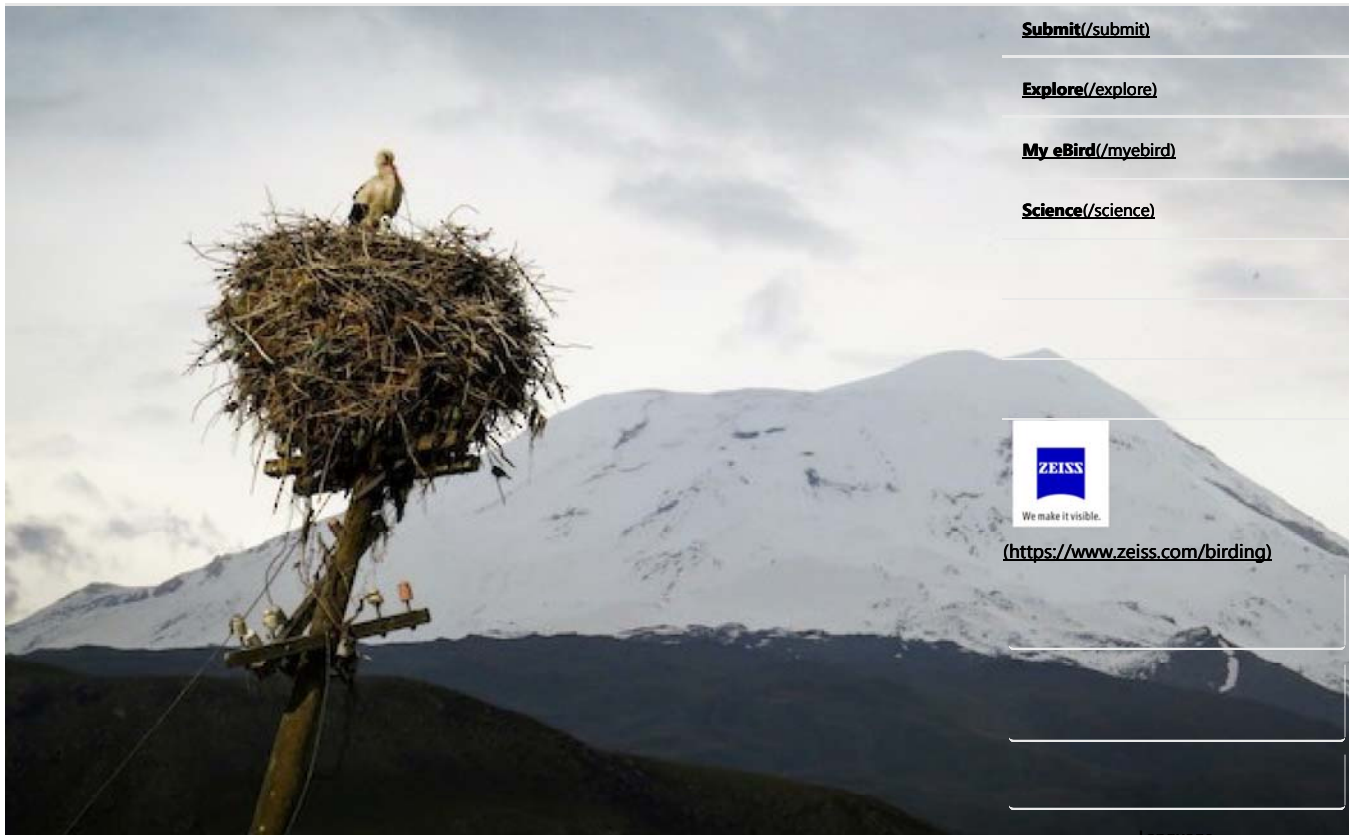 Submit(/submit)
Explore(/explore)
My eBird(/myebird)
Science(/science)
ZEISS
We make it visible.
(https://www.zeiss.com/birding)